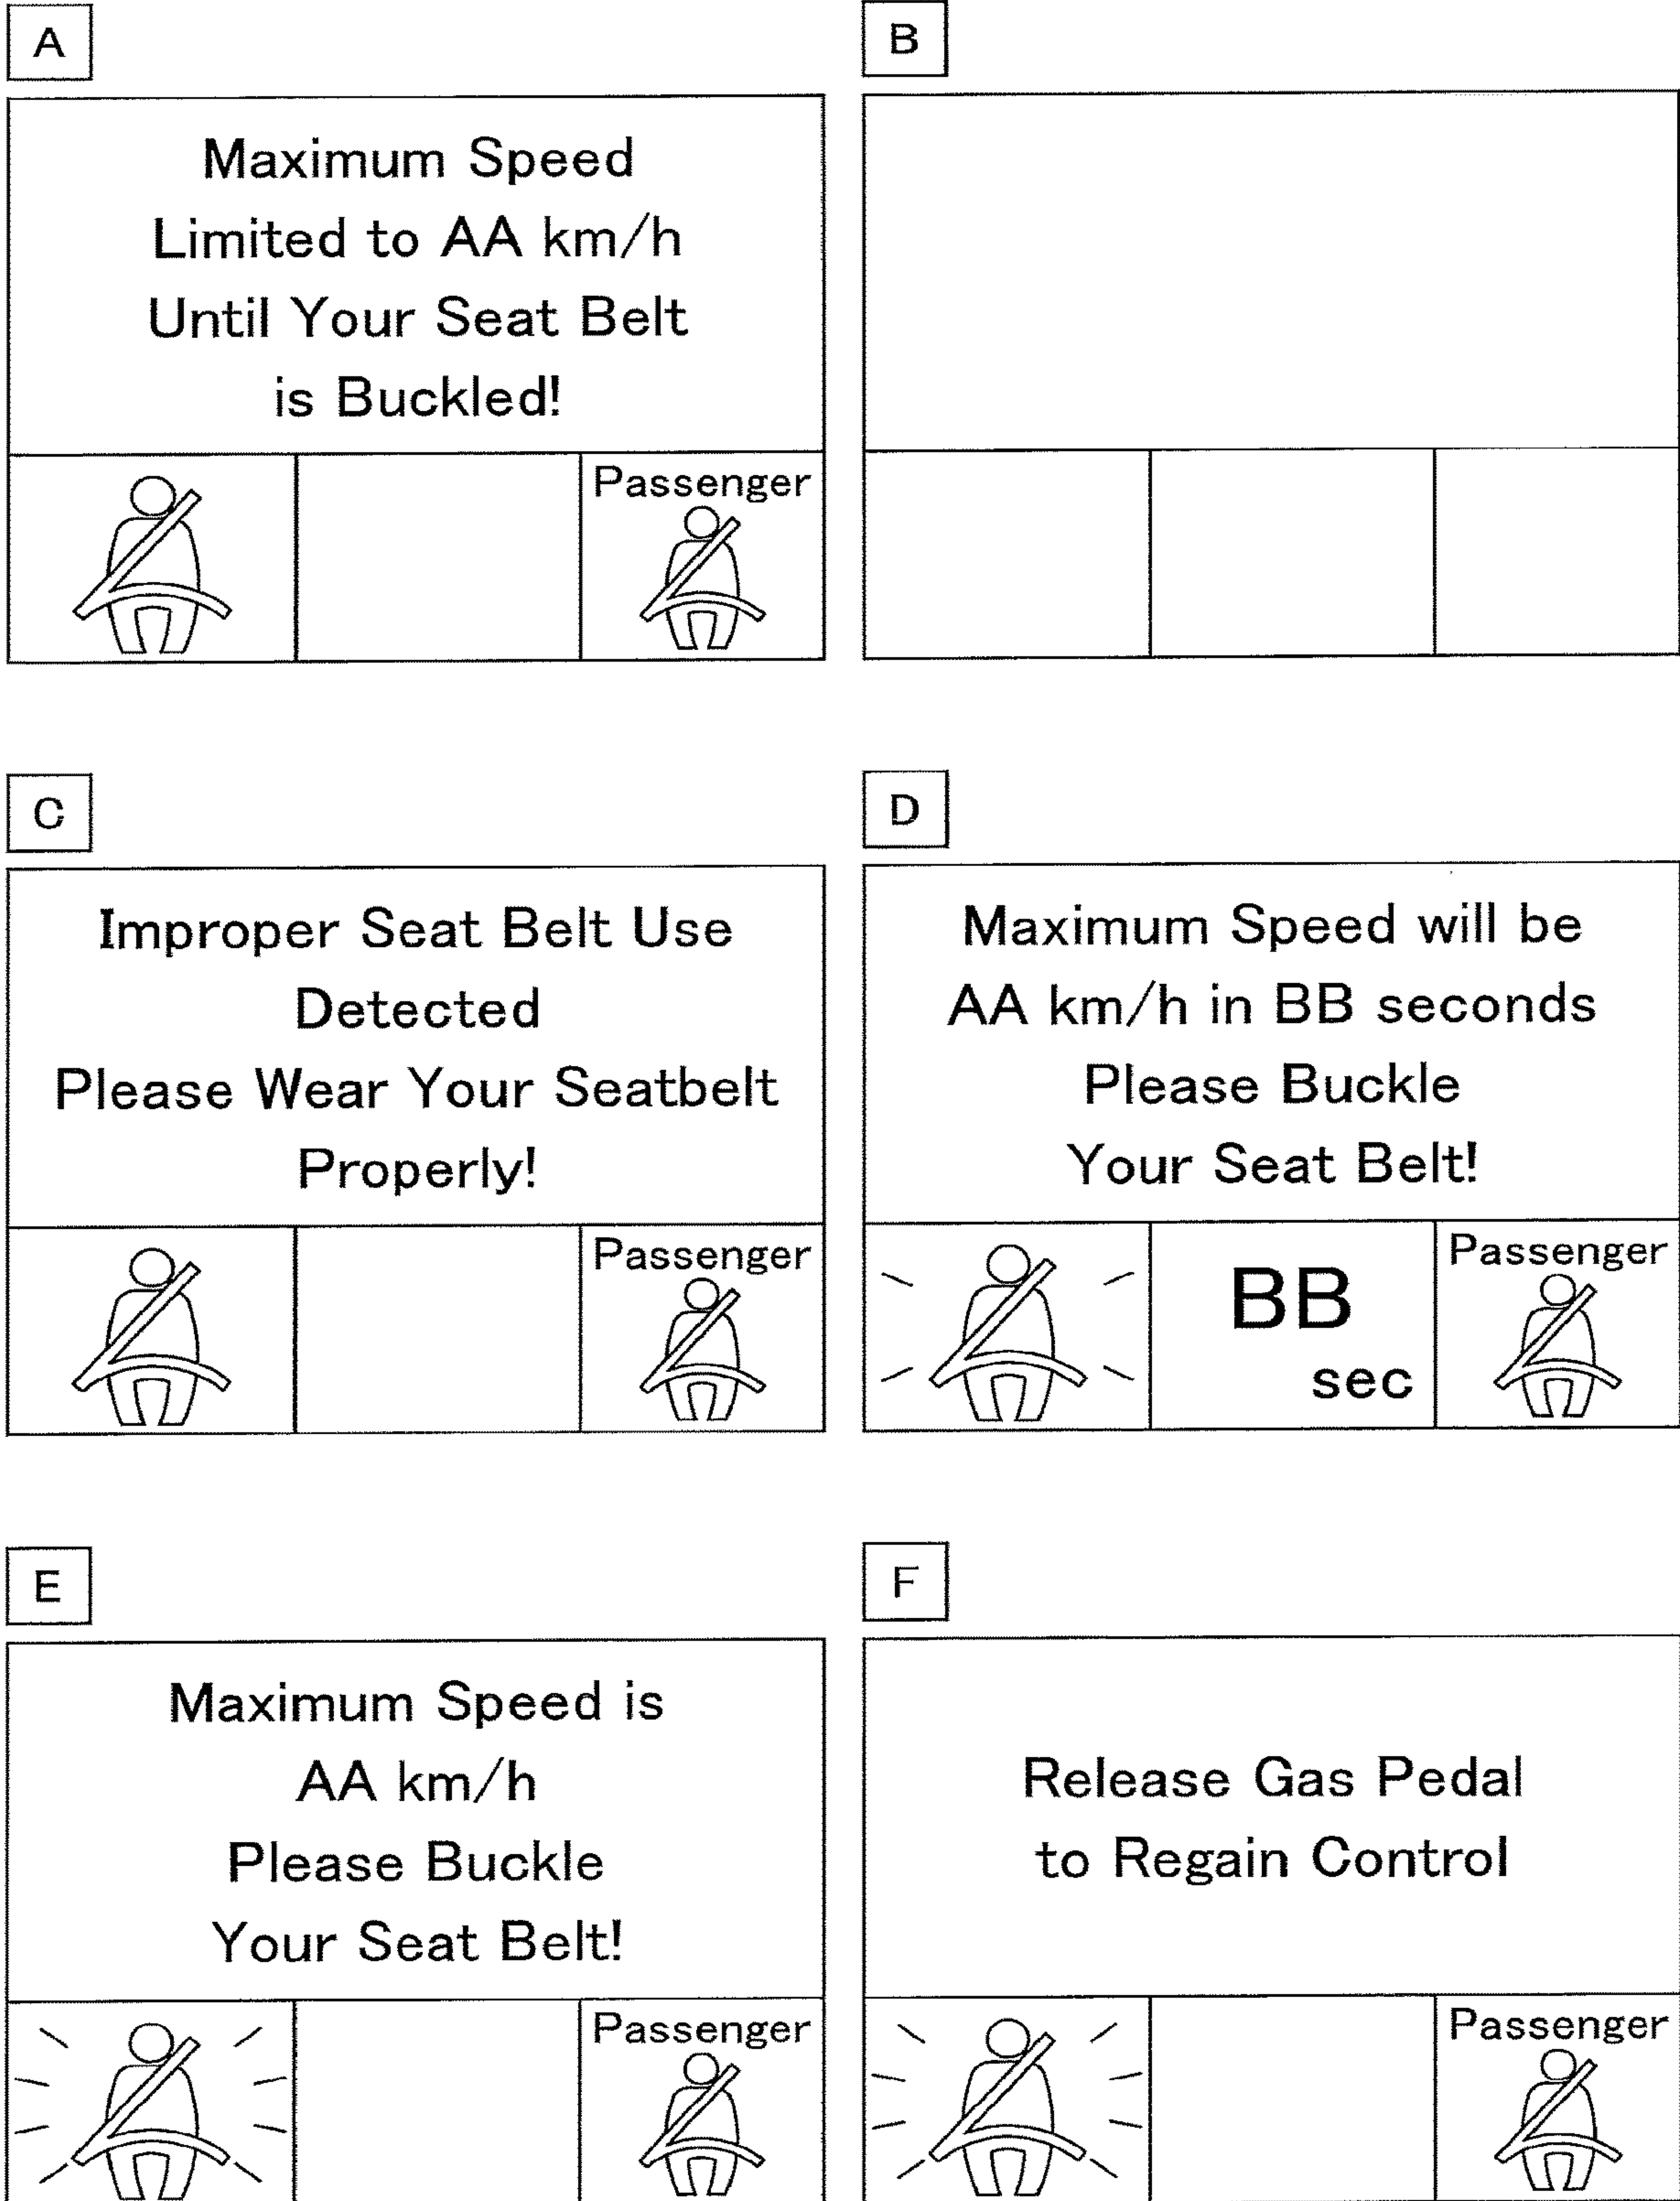 A
Maximum Speed
Limited to AA km/h
Until Your Seat Belt
is Buckled!
Passenger
B
C
Improper Seat Belt Use
Detected
Please Wear Your Seatbelt
Properly!
Passenger
D
Maximum Speed will be
AA km/h in BB seconds
Please Buckle
Your Seat Belt!
BB
sec
Passenger
E
Maximum Speed is
AA km/h
Please Buckle
Your Seat Belt!
Passenger
F
Release Gas Pedal
to Regain Control
Passenger